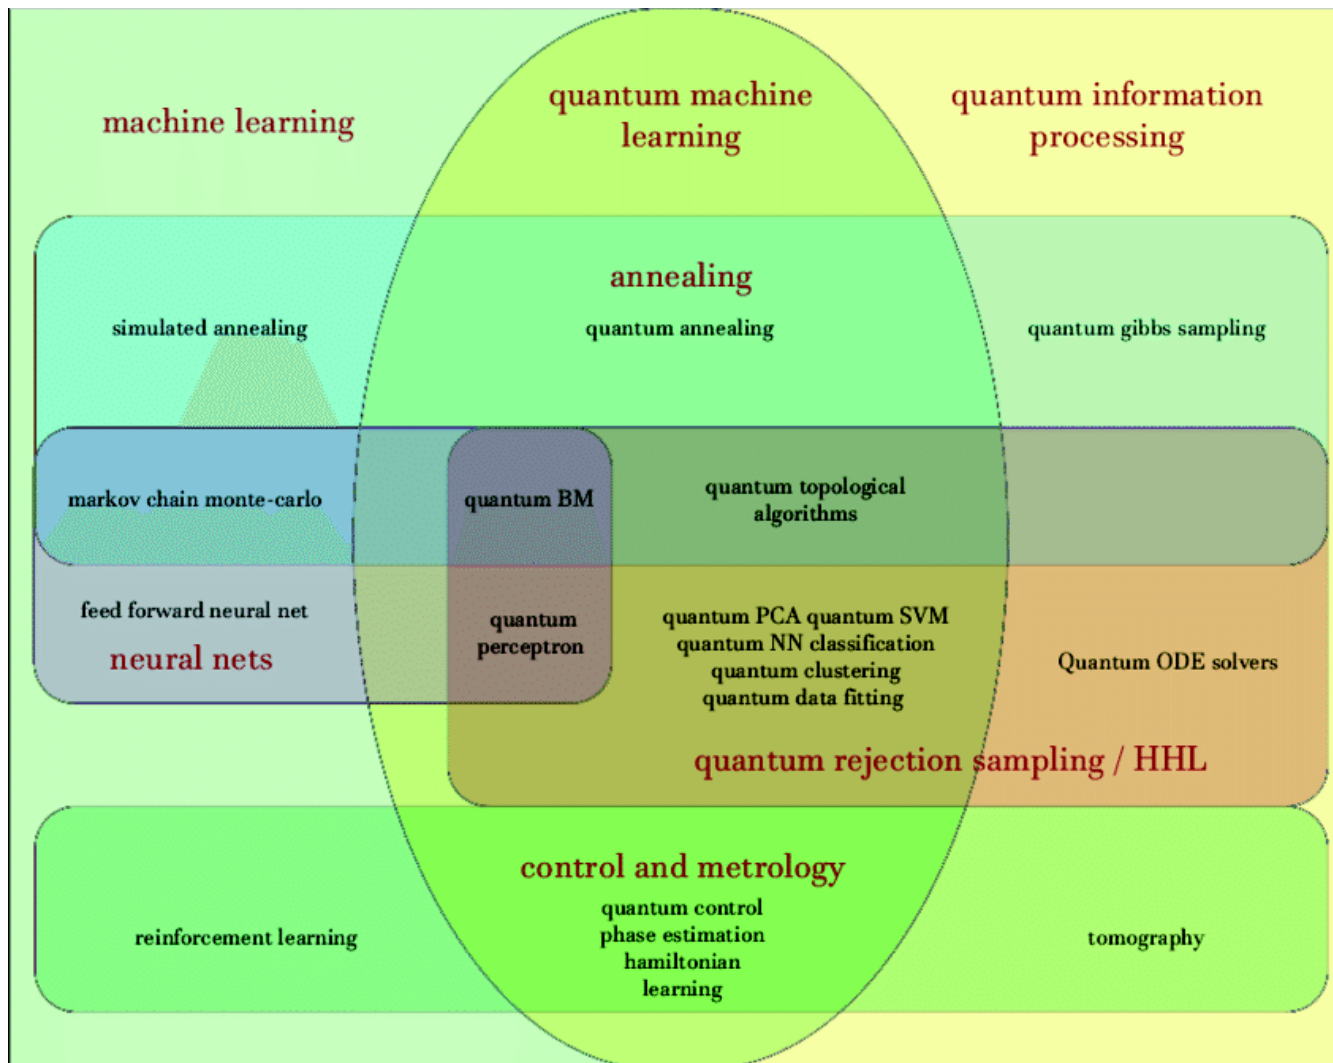 machine learning
quantum machine
learning
quantum information
processing
annealing
simulated annealing
quantum annealing
quantum gibbs sampling
markov chain monte-carlo
quantum BM
quantum topological
algorithms
feed forward neural net
neural nets
quantum
perceptron
quantum PCA quantum SVM
quantum NN classification
quantum clustering
quantum data fitting
Quantum ODE solvers
quantum rejection sampling / HHL
control and metrology
reinforcement learning
quantum control
phase estimation
hamiltonian
learning
tomography